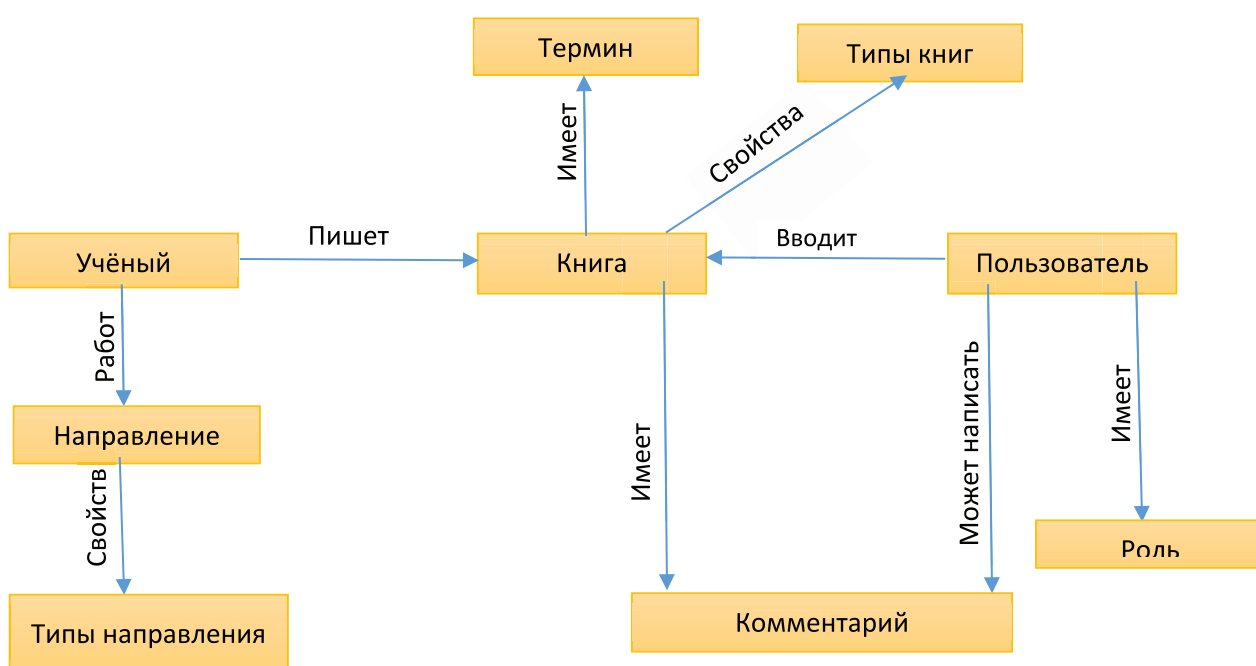 Термин
Типы книг
Имеет
Свойства
Пишет
Вводит
Учёный
Книга
Пользователь
Работ
Может написать
Имеет
Имеет
Направление
Свойств
Роль
Типы направления
Комментарий